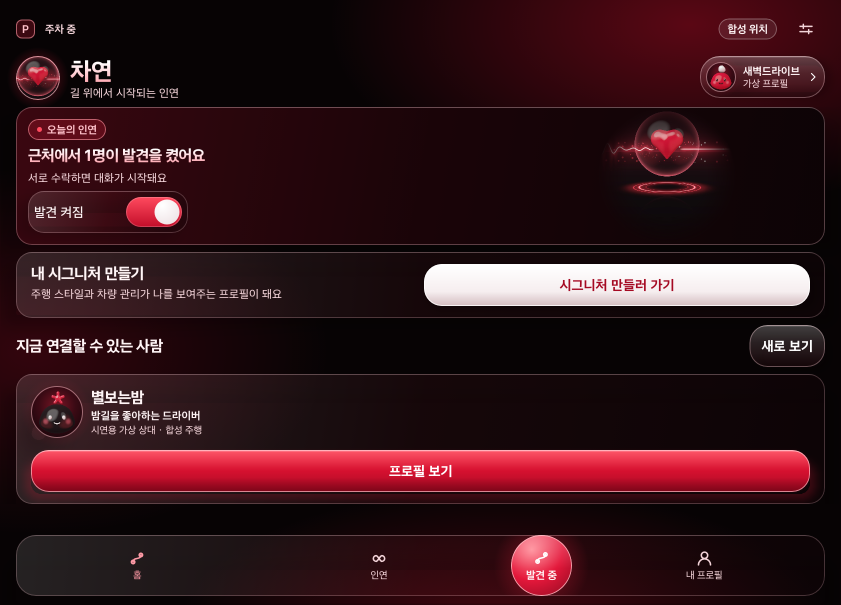 P 주차 중
합성 위치
차연
길 위에서 시작되는 인연
새벽드라이브
가상 프로필
오늘의 인연
근처에서 1명이 발견을 켰어요
서로 수락하면 대화가 시작돼요
발견 켜짐
내 시그니처 만들기
주행 스타일과 차량 관리가 나를 보여주는 프로필이 돼요
시그니처 만들러 가기
지금 연결할 수 있는 사람
새로 보기
별보는밤
밤길을 좋아하는 드라이버
시연용 가상 상대 · 합성 주행
프로필 보기
홈
인연
발견 중
내 프로필